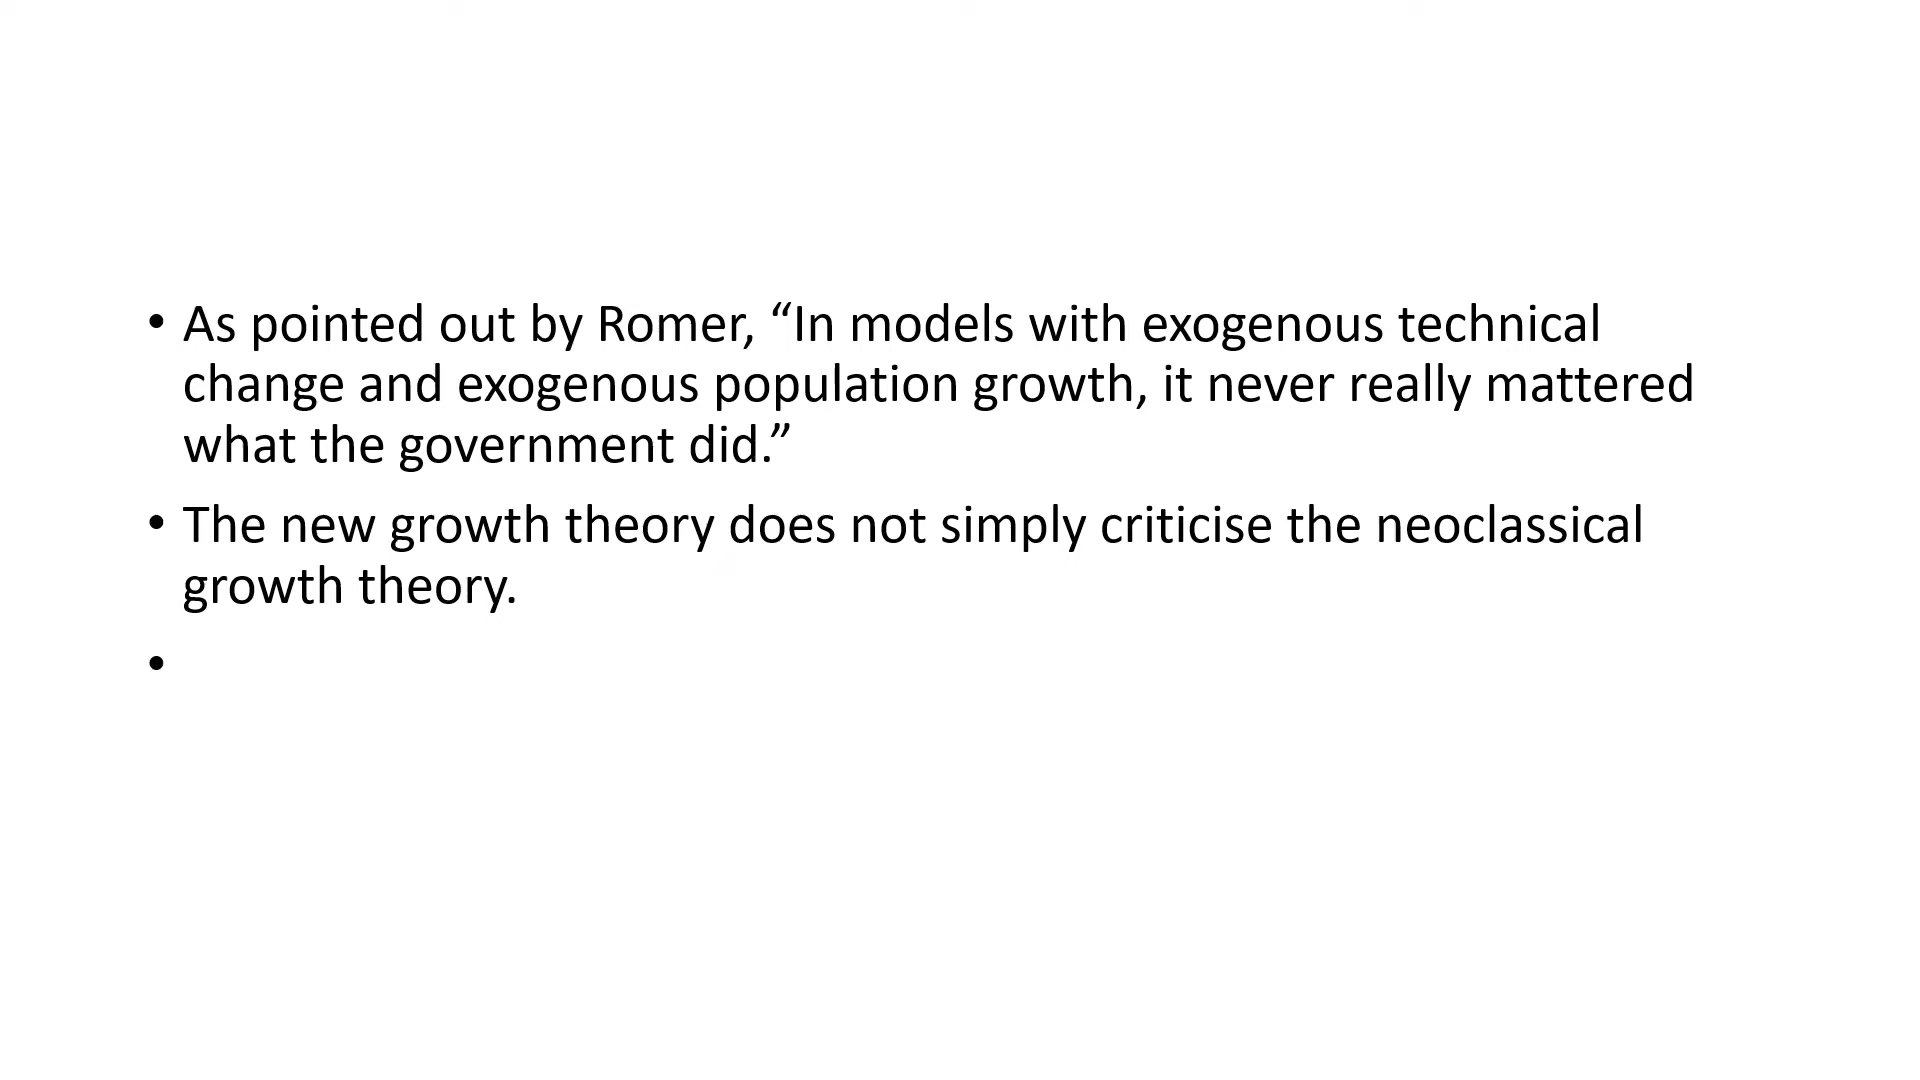 • As pointed out by Romer, “In models with exogenous technical
change and exogenous population growth, it never really mattered
what the government did.”
• The new growth theory does not simply criticise the neoclassical
growth theory.
•